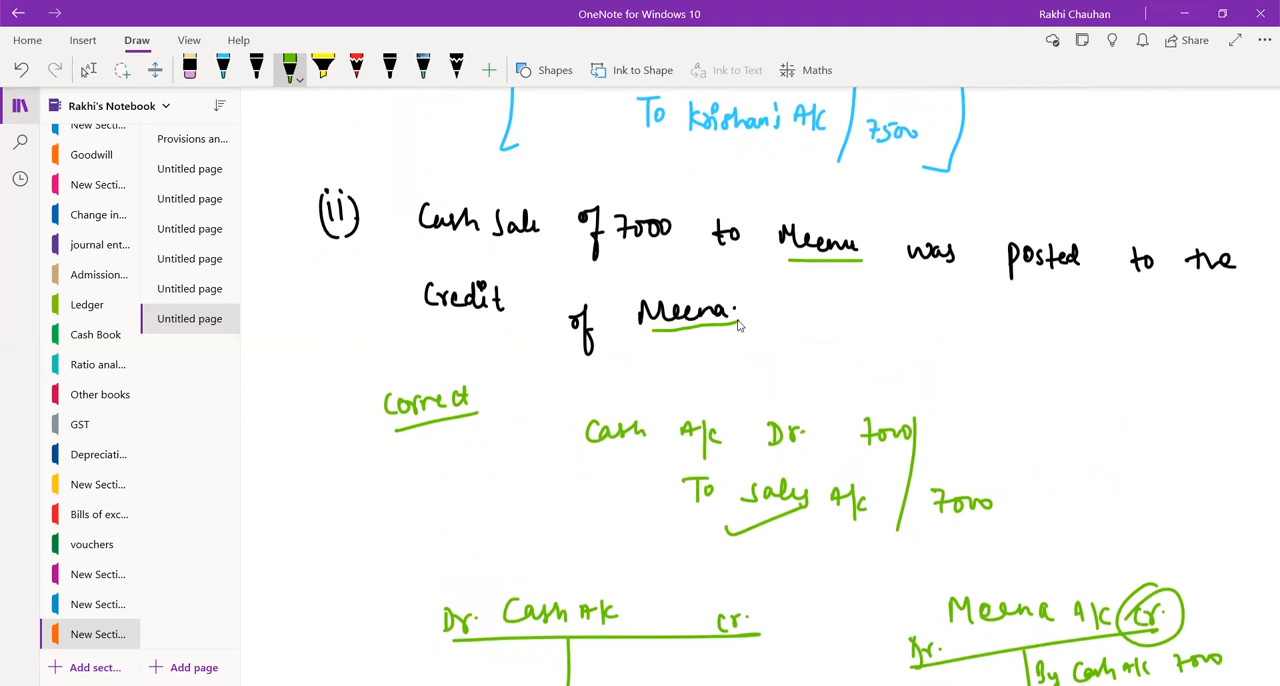 OneNote for Windows 10
Rakhi Chauhan
Home Insert Draw View Help
Share
Shapes Ink to Shape Ink to Text Maths
Rakhi's Notebook
New Secti...
Goodwill
New Secti...
Change in...
journal ent...
Admission...
Ledger
Cash Book
Ratio anal...
Other books
GST
Depreciati...
New Secti...
Bills of exc...
vouchers
New Secti...
New Secti...
New Secti...
Add sect...
Provisions an...
Untitled page
Untitled page
Untitled page
Untitled page
Untitled page
Untitled page
Add page
To Krishan's A/c 7500
(ii) Cash Sale of 7000 to Meenu was posted to the
Credit of Meena.
Correct
Cash A/c Dr. 7000
To Sales A/c 7000
Dr. Cash A/c Cr.
Meena A/c Cr.
Dr.
By Cash A/c 7000